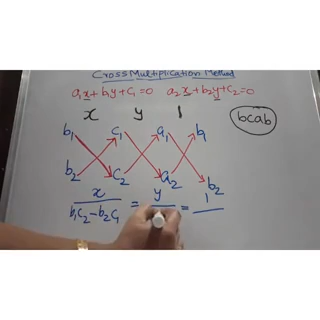 Cross Multiplication Method
a₁x+b₁y+c₁=0 a₂x+b₂y+c₂=0
x y 1 bcab
b₁ c₁ a₁ b₁
b₂ c₂ a₂ b₂
x/(b₁c₂-b₂c₁) = y/ = 1/